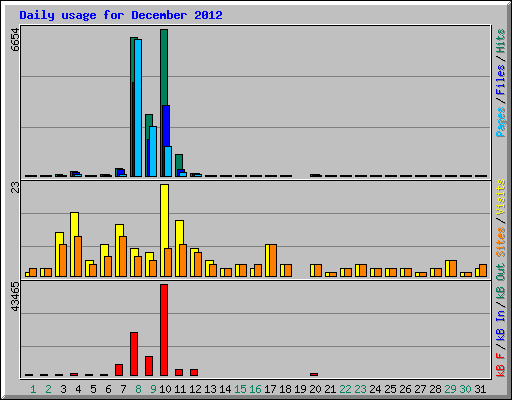 Daily usage for December 2012
6654
Pages / Files / Hits
23
Sites / Visits
43465
kB F / kB In / kB Out
1 2 3 4 5 6 7 8 9 10 11 12 13 14 15 16 17 18 19 20 21 22 23 24 25 26 27 28 29 30 31